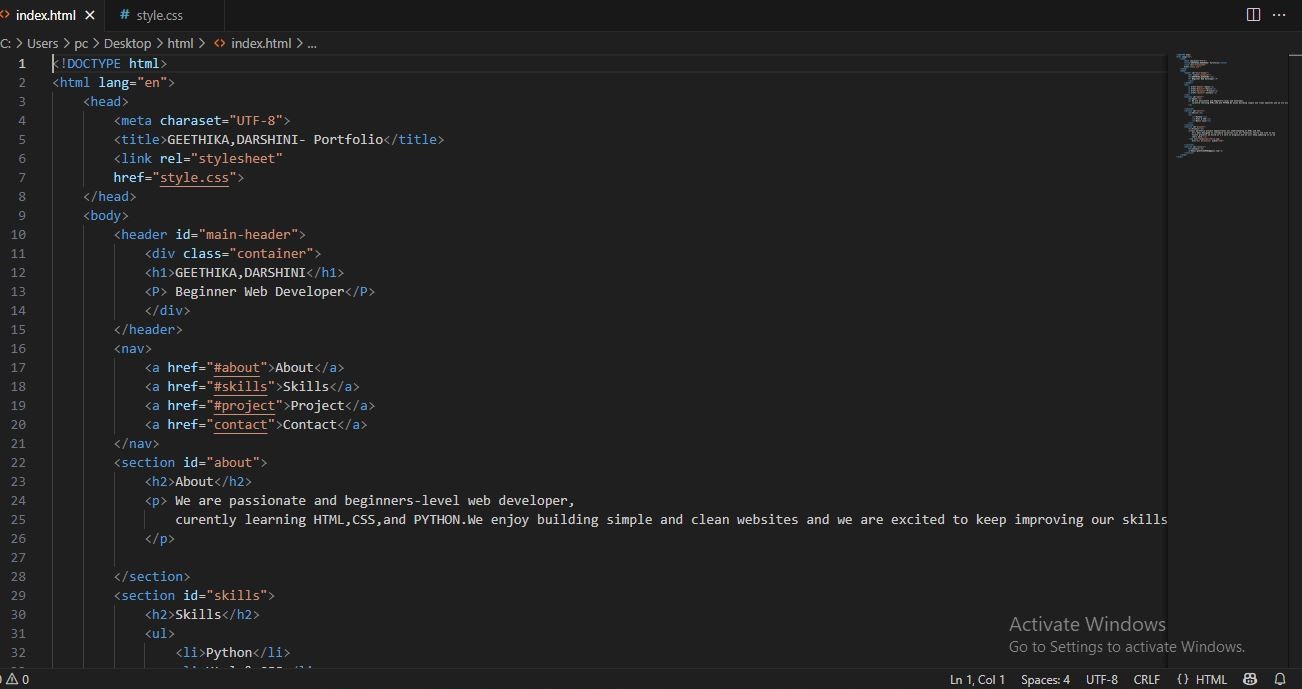 index.html × # style.css
C: > Users > pc > Desktop > html > index.html > ...
1 <!DOCTYPE html>
2 <html lang="en">
3 <head>
4 <meta charaset="UTF-8">
5 <title>GEETHIKA,DARSHINI- Portfolio</title>
6 <link rel="stylesheet"
7 href="style.css">
8 </head>
9 <body>
10 <header id="main-header">
11 <div class="container">
12 <h1>GEETHIKA,DARSHINI</h1>
13 <P> Beginner Web Developer</P>
14 </div>
15 </header>
16 <nav>
17 <a href="#about">About</a>
18 <a href="#skills">Skills</a>
19 <a href="#project">Project</a>
20 <a href="contact">Contact</a>
21 </nav>
22 <section id="about">
23 <h2>About</h2>
24 <p> We are passionate and beginners-level web developer,
25 curently learning HTML,CSS,and PYTHON.We enjoy building simple and clean websites and we are excited to keep improving our skills
26 </p>
27
28 </section>
29 <section id="skills">
30 <h2>Skills</h2>
31 <ul>
32 <li>Python</li>
Activate Windows
Go to Settings to activate Windows.
0 Ln 1, Col 1 Spaces: 4 UTF-8 CRLF {} HTML